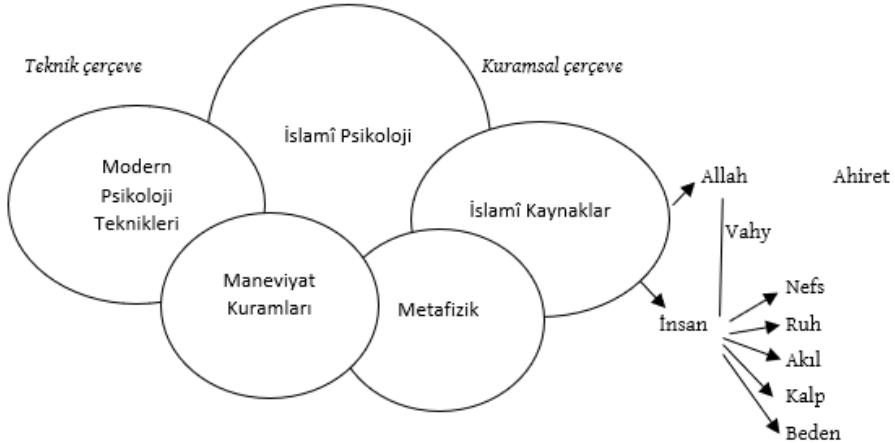 Teknik çerçeve
Kuramsal çerçeve
İslamî Psikoloji
Modern
Psikoloji
Teknikleri
İslamî Kaynaklar
Maneviyat
Kuramları
Metafizik
Allah
Ahiret
Vahy
İnsan
Nefs
Ruh
Akıl
Kalp
Beden